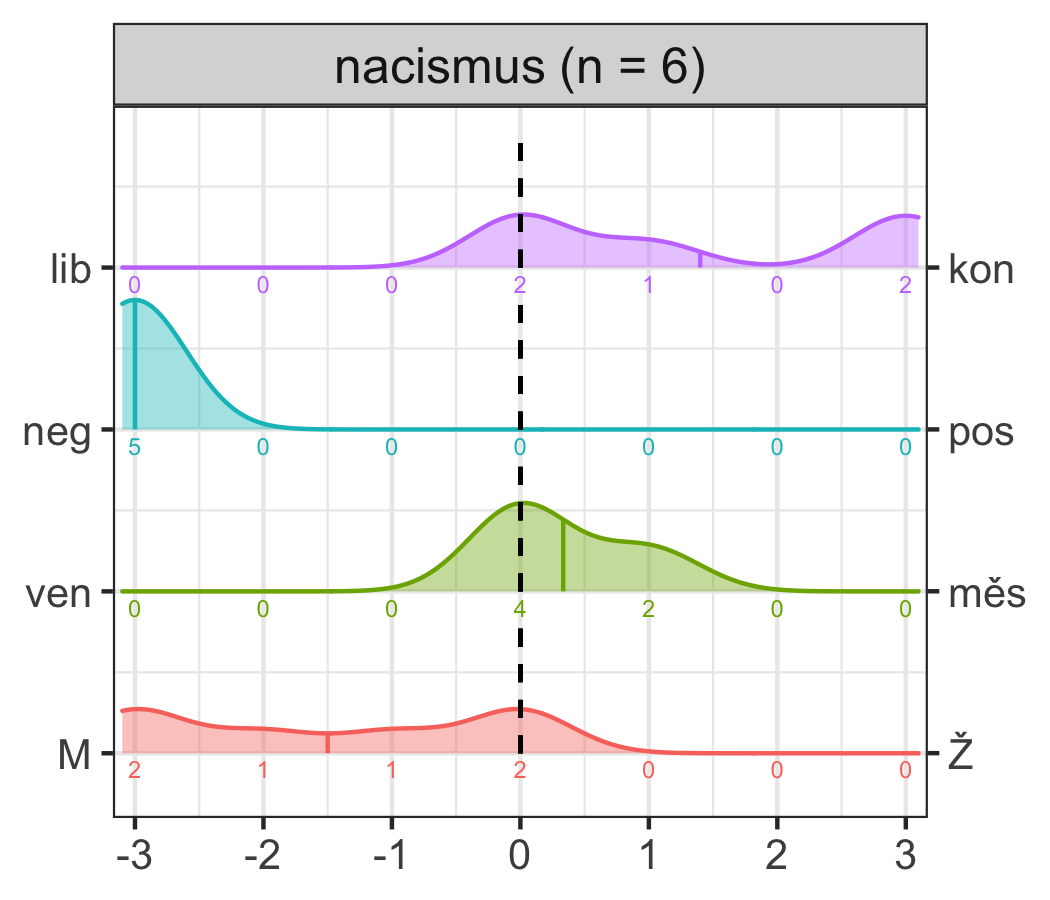 nacismus (n = 6)
lib kon
0 0 0 2 1 0 2
neg pos
5 0 0 0 0 0 0
ven měs
0 0 0 4 2 0 0
M Ž
2 1 1 2 0 0 0
-3 -2 -1 0 1 2 3